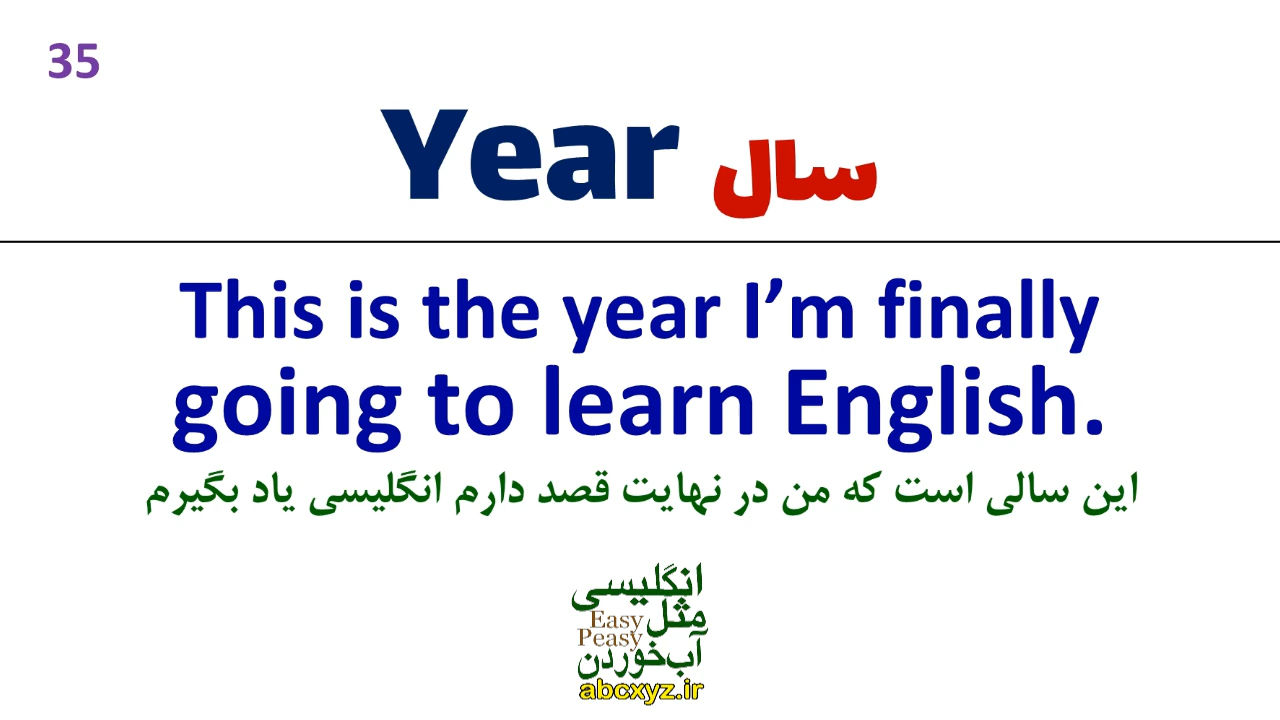 35
Year سال
This is the year I’m finally
going to learn English.
این سالی است که من در نهایت قصد دارم انگلیسی یاد بگیرم
انگلیسی
مثل
Easy
Peasy
آب‌خوردن
abcxyz.ir